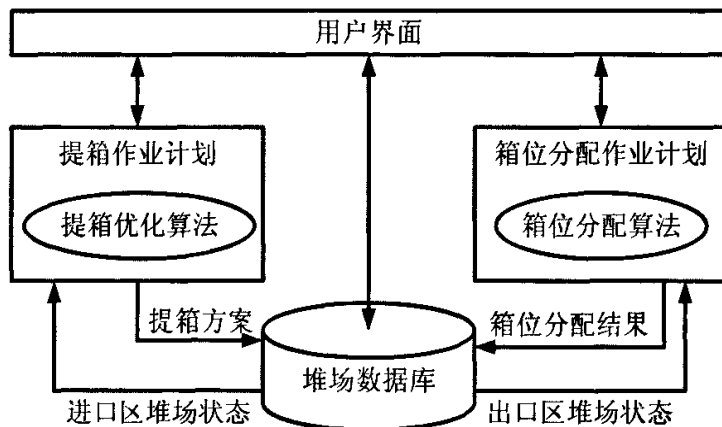 用户界面
提箱作业计划
箱位分配作业计划
提箱优化算法
箱位分配算法
提箱方案
箱位分配结果
堆场数据库
进口区堆场状态
出口区堆场状态